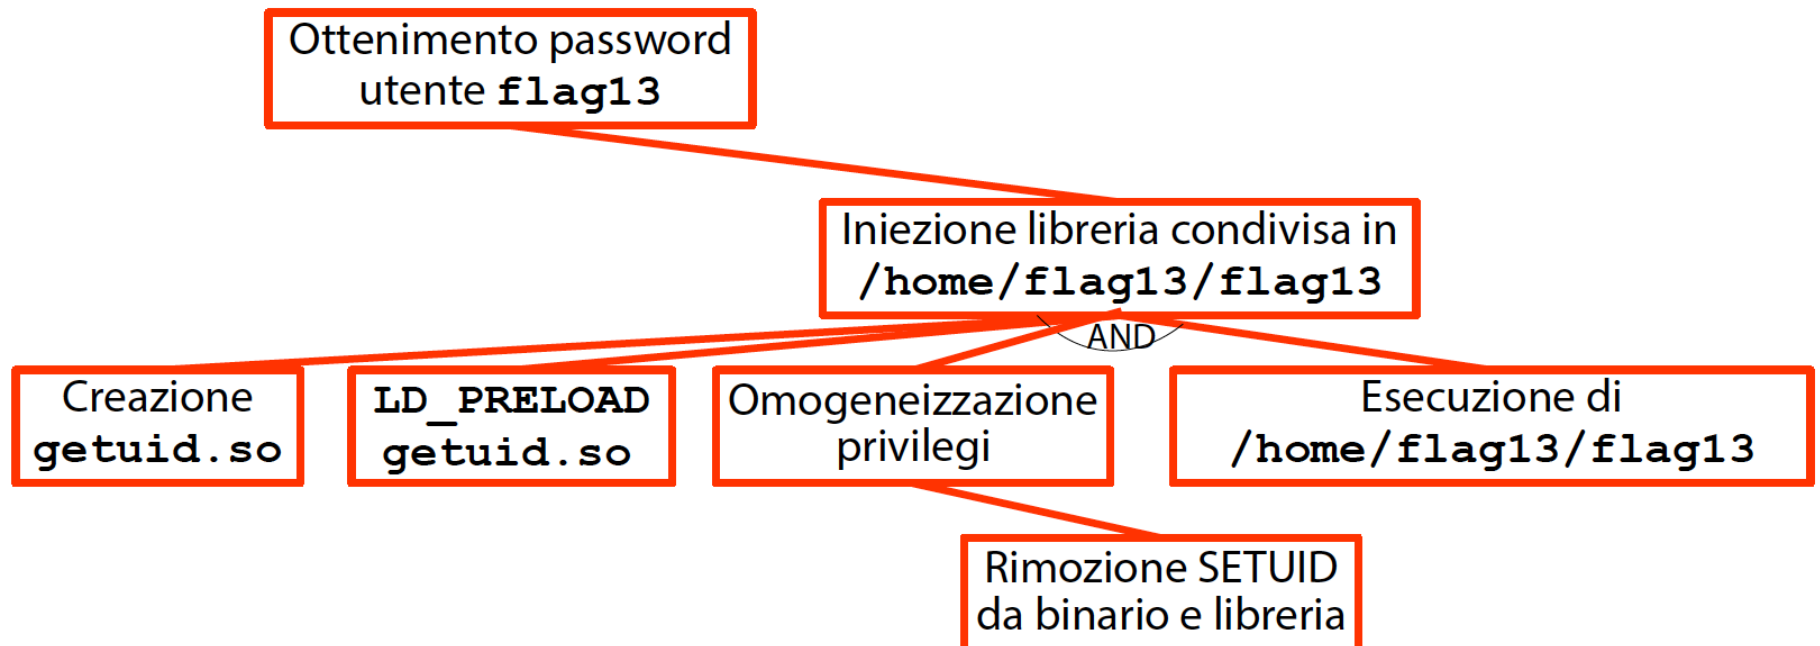 Ottenimento password
utente flag13
Iniezione libreria condivisa in
/home/flag13/flag13
AND
Creazione
getuid.so
LD_PRELOAD
getuid.so
Omogeneizzazione
privilegi
Esecuzione di
/home/flag13/flag13
Rimozione SETUID
da binario e libreria